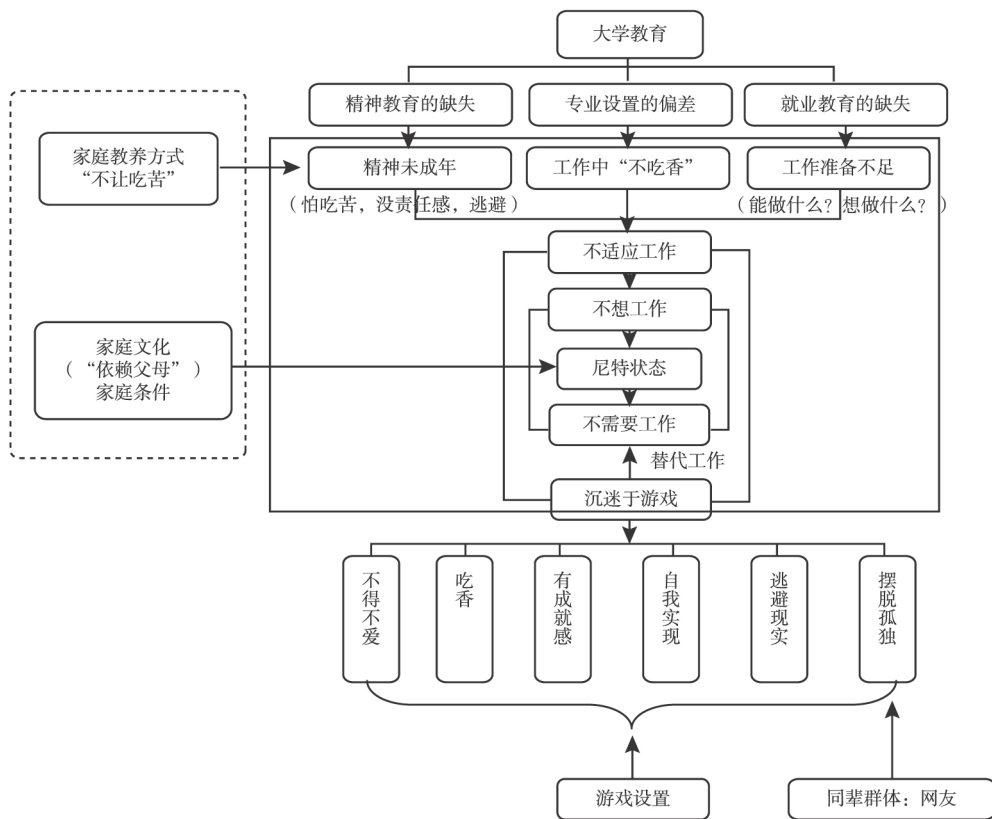 大学教育
精神教育的缺失
专业设置的偏差
就业教育的缺失
家庭教养方式
“不让吃苦”
精神未成年
工作中“不吃香”
工作准备不足
（怕吃苦，没责任感，逃避）
（能做什么？想做什么？）
不适应工作
不想工作
家庭文化
（“依赖父母”）
家庭条件
尼特状态
不需要工作
替代工作
沉迷于游戏
不得不爱
吃香
有成就感
自我实现
逃避现实
摆脱孤独
游戏设置
同辈群体：网友